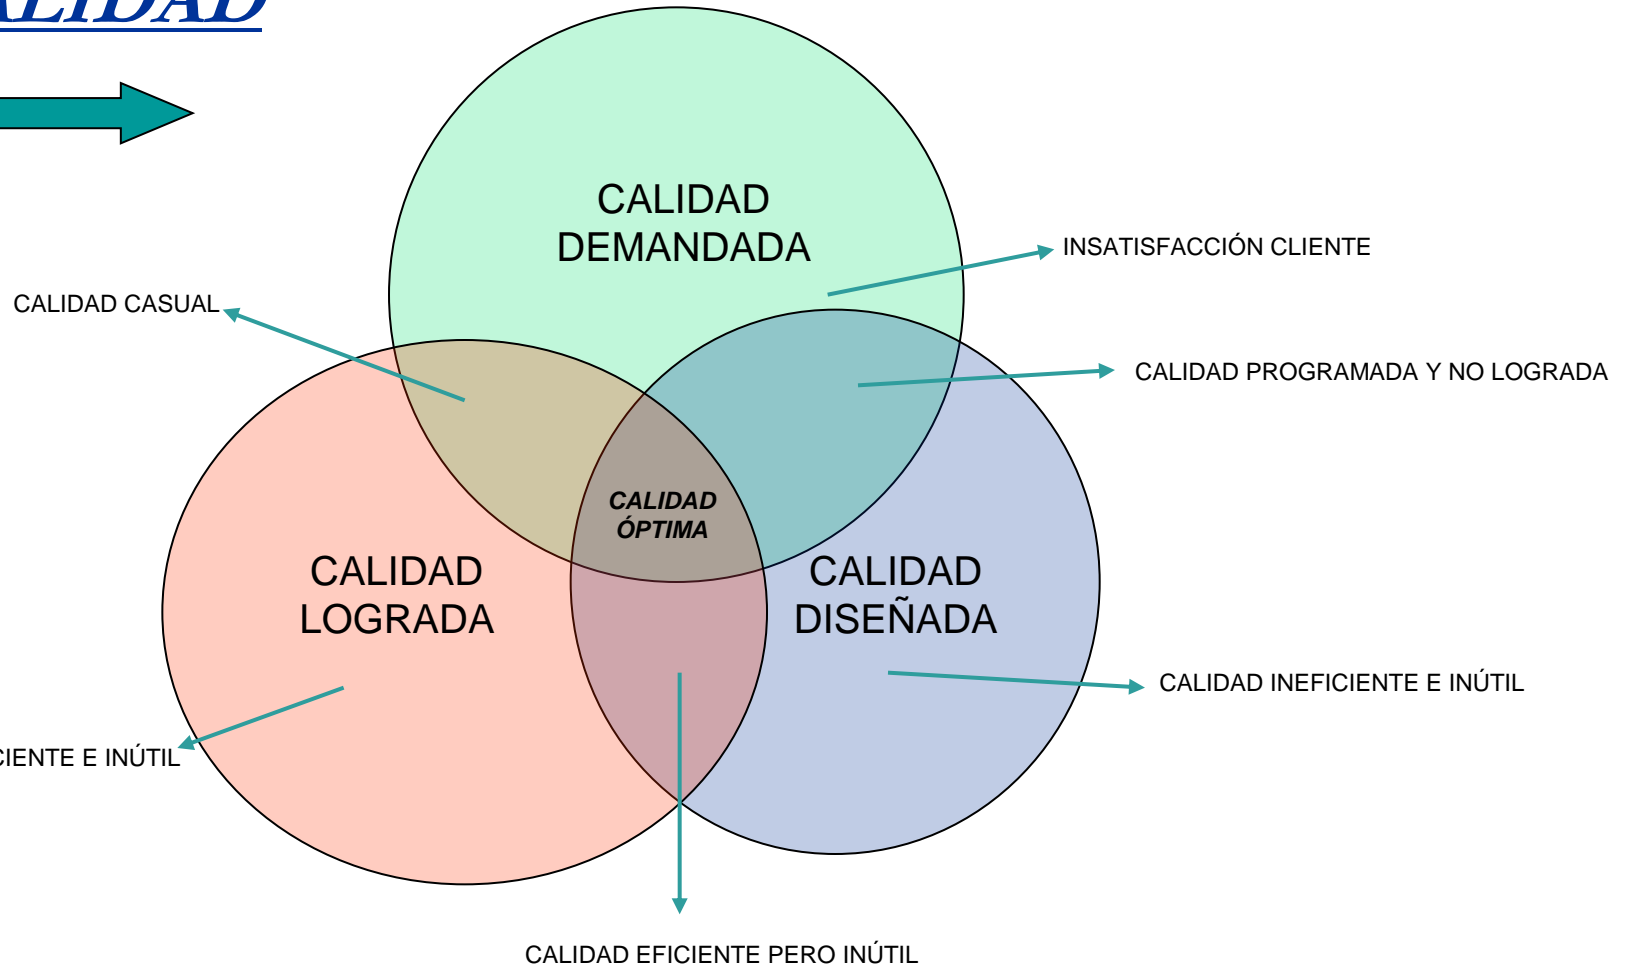 ALIDAD
CALIDAD
DEMANDADA
INSATISFACCIÓN CLIENTE
CALIDAD CASUAL
CALIDAD PROGRAMADA Y NO LOGRADA
CALIDAD
ÓPTIMA
CALIDAD
LOGRADA
CALIDAD
DISEÑADA
CALIDAD INEFICIENTE E INÚTIL
CIENTE E INÚTIL
CALIDAD EFICIENTE PERO INÚTIL